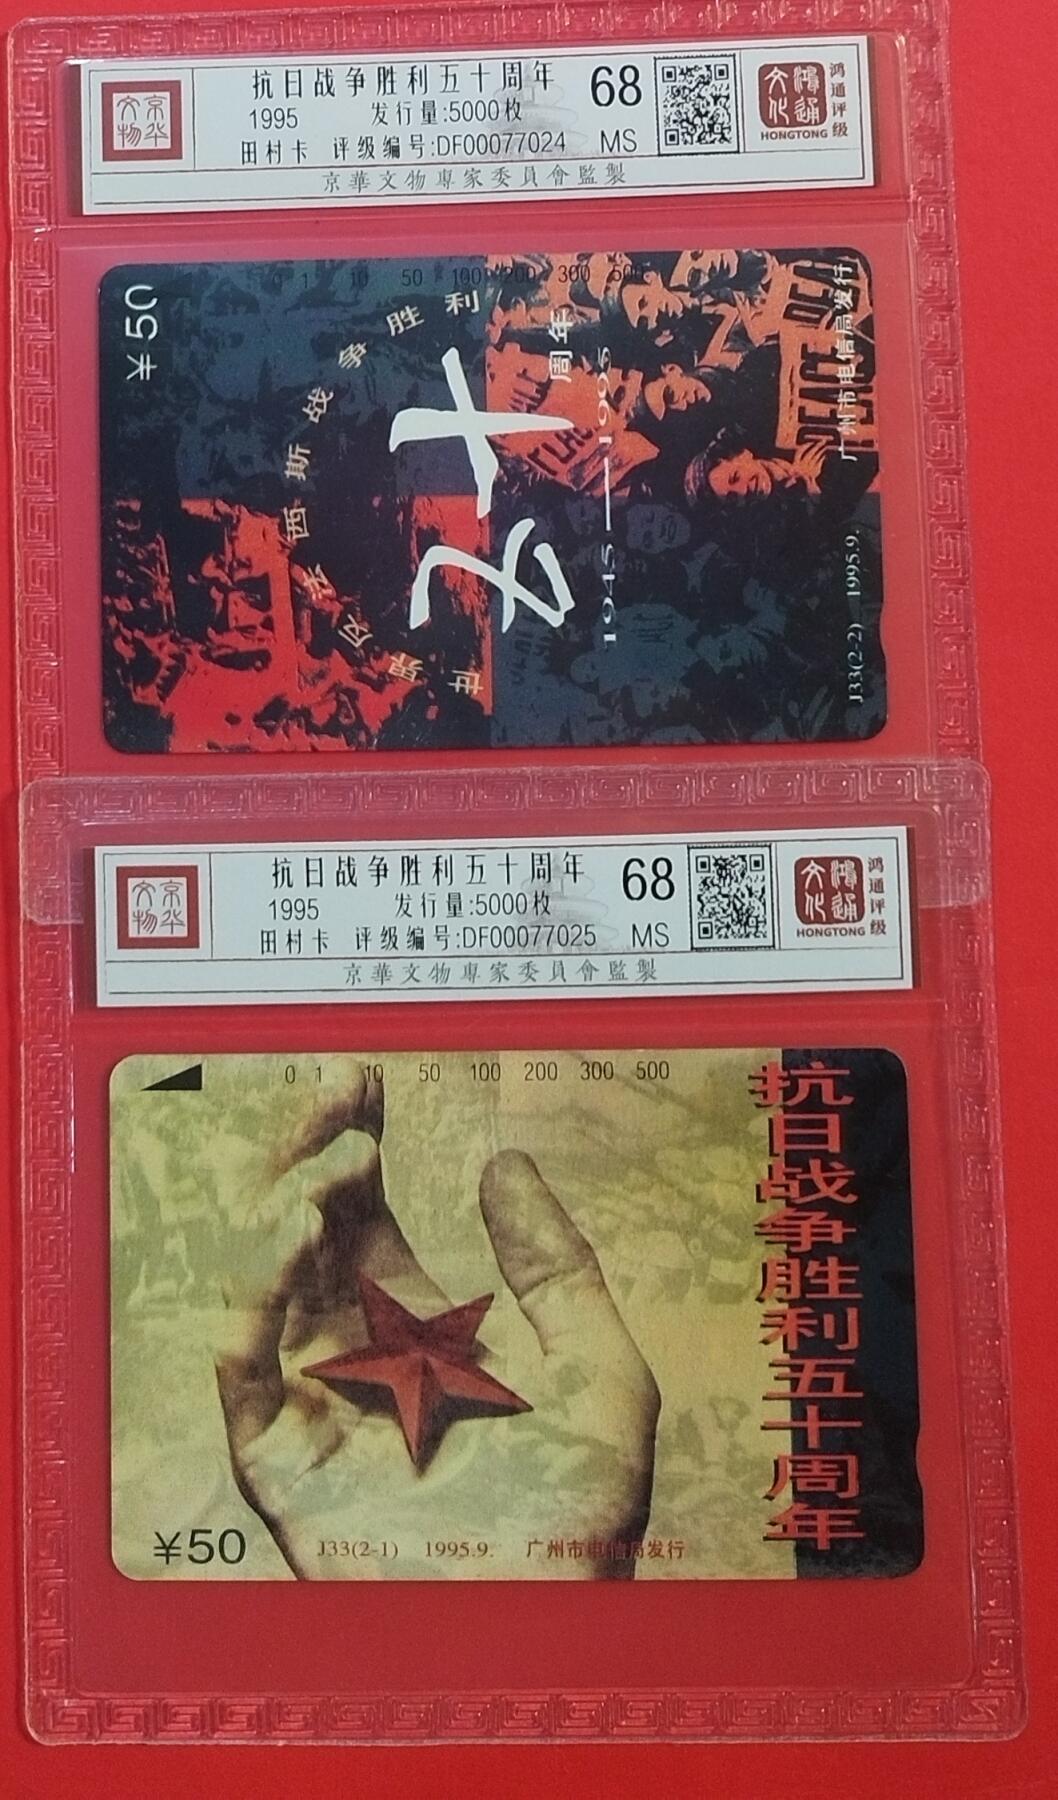 京华文物
抗日战争胜利五十周年
1995 发行量:5000枚
田村卡 评级编号:DF00077024
68
MS
鸿通文化
HONGTONG
鸿通评级
京華文物專家委員會監製
0 1 10 50 100 200 300 500
¥50
世界反法西斯战争胜利
五十
周年
1945—1995
广州市电信局发行
J33(2-2) 1995.9.
京华文物
抗日战争胜利五十周年
1995 发行量:5000枚
田村卡 评级编号:DF00077025
68
MS
鸿通文化
HONGTONG
鸿通评级
京華文物專家委員會監製
0 1 10 50 100 200 300 500
抗日战争胜利五十周年
¥50
J33(2-1) 1995.9. 广州市电信局发行